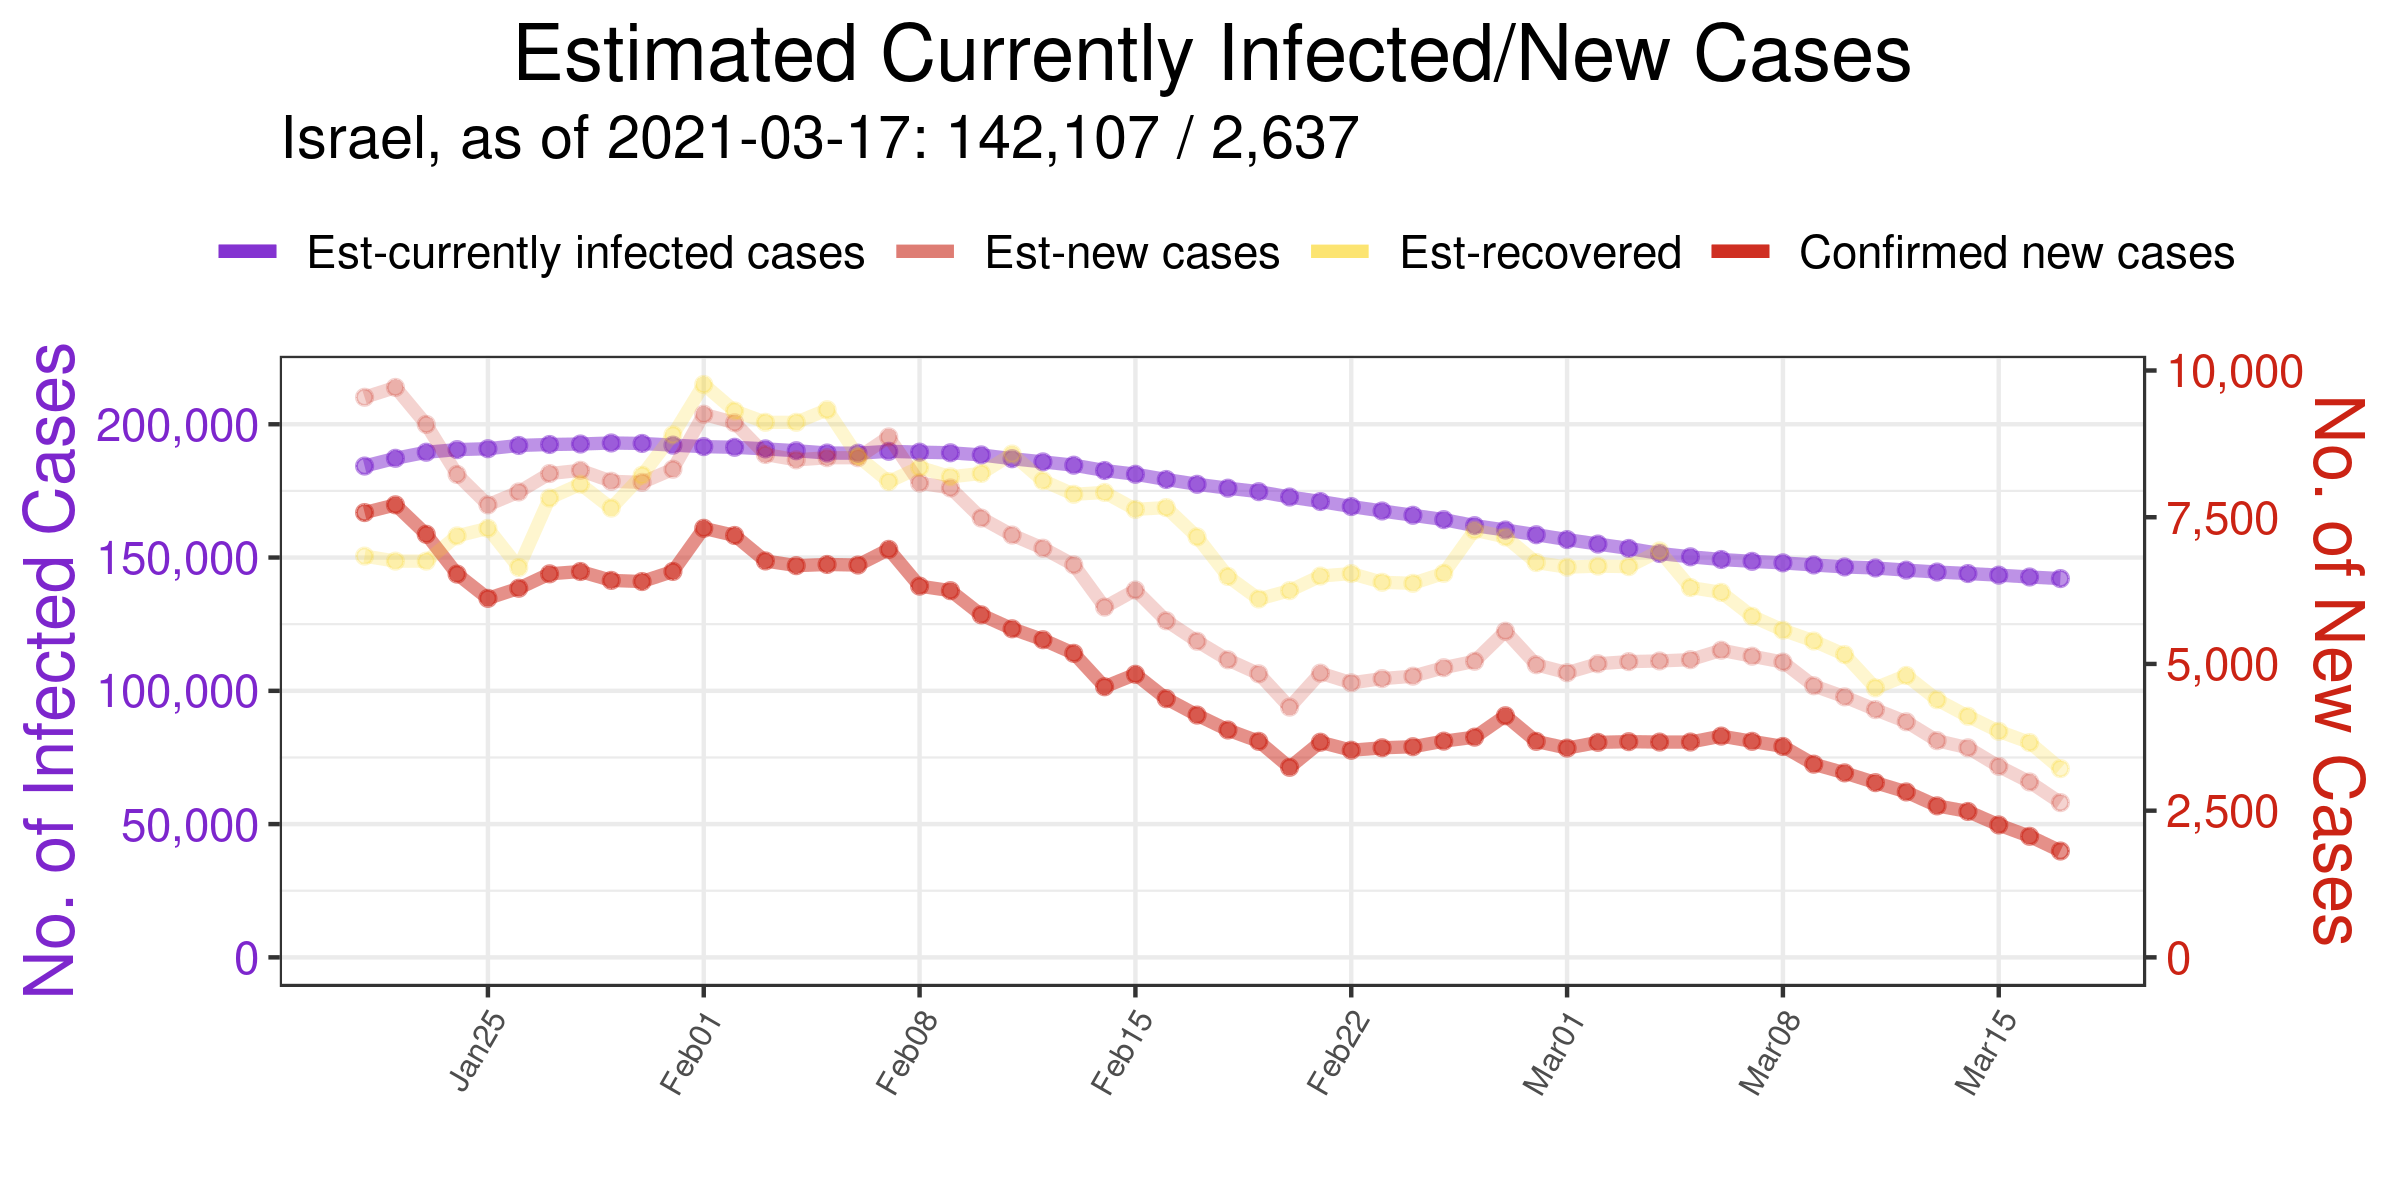 Estimated Currently Infected/New Cases
Israel, as of 2021-03-17: 142,107 / 2,637
Est-currently infected cases Est-new cases Est-recovered Confirmed new cases
No. of Infected Cases
200,000
150,000
100,000
50,000
0
10,000
7,500
5,000
2,500
0
No. of New Cases
Jan25 Feb01 Feb08 Feb15 Feb22 Mar01 Mar08 Mar15